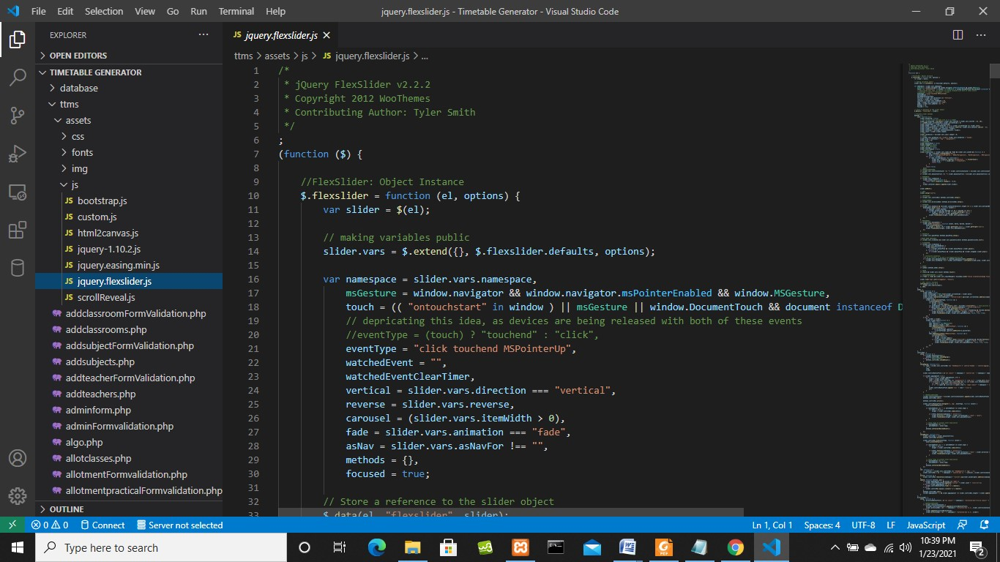 File Edit Selection View Go Run Terminal Help
jquery.flexslider.js - Timetable Generator - Visual Studio Code
EXPLORER
OPEN EDITORS
TIMETABLE GENERATOR
database
ttms
assets
css
fonts
img
js
JS bootstrap.js
JS custom.js
JS html2canvas.js
JS jquery-1.10.2.js
JS jquery.easing.min.js
JS jquery.flexslider.js
JS scrollReveal.js
addclassroomFormValidation.php
addclassrooms.php
addsubjectFormValidation.php
addsubjects.php
addteacherFormValidation.php
addteachers.php
adminform.php
adminFormvalidation.php
algo.php
allotclasses.php
allotmentFormvalidation.php
allotmentpracticalFormvalidation.php
OUTLINE
JS jquery.flexslider.js
ttms > assets > js > JS jquery.flexslider.js > ...
1 /*
2 * jQuery FlexSlider v2.2.2
3 * Copyright 2012 WooThemes
4 * Contributing Author: Tyler Smith
5 */
6 ;
7 (function ($) {
8
9 //FlexSlider: Object Instance
10 $.flexslider = function (el, options) {
11 var slider = $(el);
12
13 // making variables public
14 slider.vars = $.extend({}, $.flexslider.defaults, options);
15
16 var namespace = slider.vars.namespace,
17 msGesture = window.navigator && window.navigator.msPointerEnabled && window.MSGesture,
18 touch = (( "ontouchstart" in window ) || msGesture || window.DocumentTouch && document instanceof D
19 // depricating this idea, as devices are being released with both of these events
20 //eventType = (touch) ? "touchend" : "click",
21 eventType = "click touchend MSPointerUp",
22 watchedEvent = "",
23 watchedEventClearTimer,
24 vertical = slider.vars.direction === "vertical",
25 reverse = slider.vars.reverse,
26 carousel = (slider.vars.itemWidth > 0),
27 fade = slider.vars.animation === "fade",
28 asNav = slider.vars.asNavFor !== "",
29 methods = {},
30 focused = true;
31
32 // Store a reference to the slider object
33 $.data(el, "flexslider", slider);
0 0 Connect Server not selected
Ln 1, Col 1 Spaces: 4 UTF-8 LF JavaScript
Type here to search
10:39 PM
1/23/2021
2